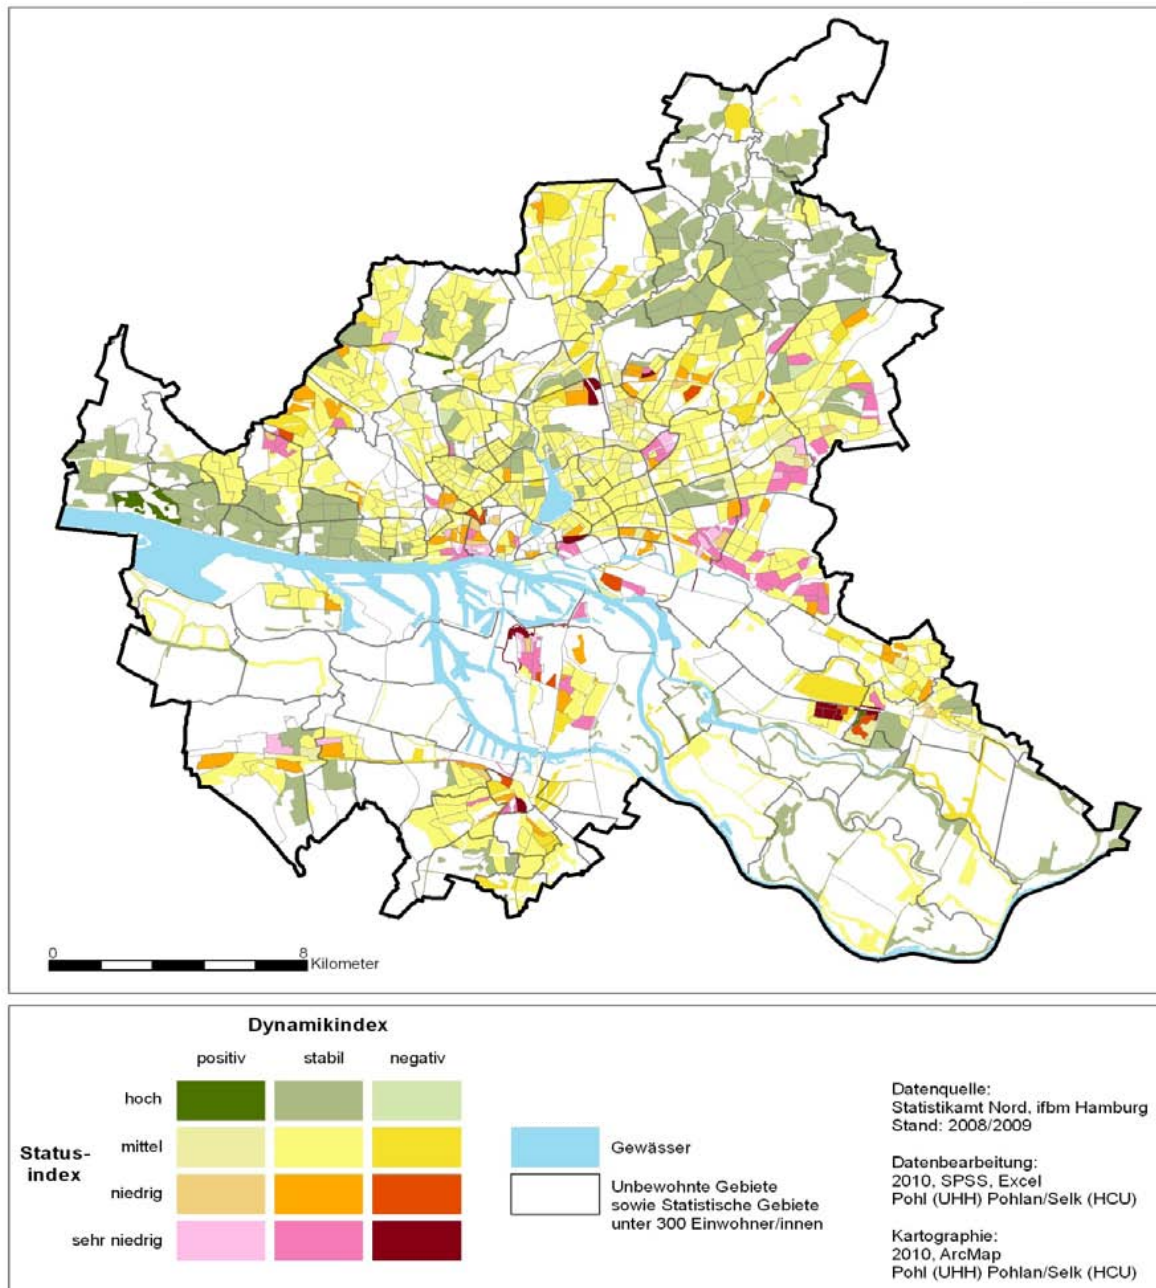 0 8
Kilometer
Dynamikindex
positiv stabil negativ
hoch
mittel
Status-
index
niedrig
sehr niedrig
Gewässer
Unbewohnte Gebiete
sowie Statistische Gebiete
unter 300 Einwohner/innen
Datenquelle:
Statistikamt Nord, ifbm Hamburg
Stand: 2008/2009
Datenbearbeitung:
2010, SPSS, Excel
Pohl (UHH) Pohlan/Selk (HCU)
Kartographie:
2010, ArcMap
Pohl (UHH) Pohlan/Selk (HCU)